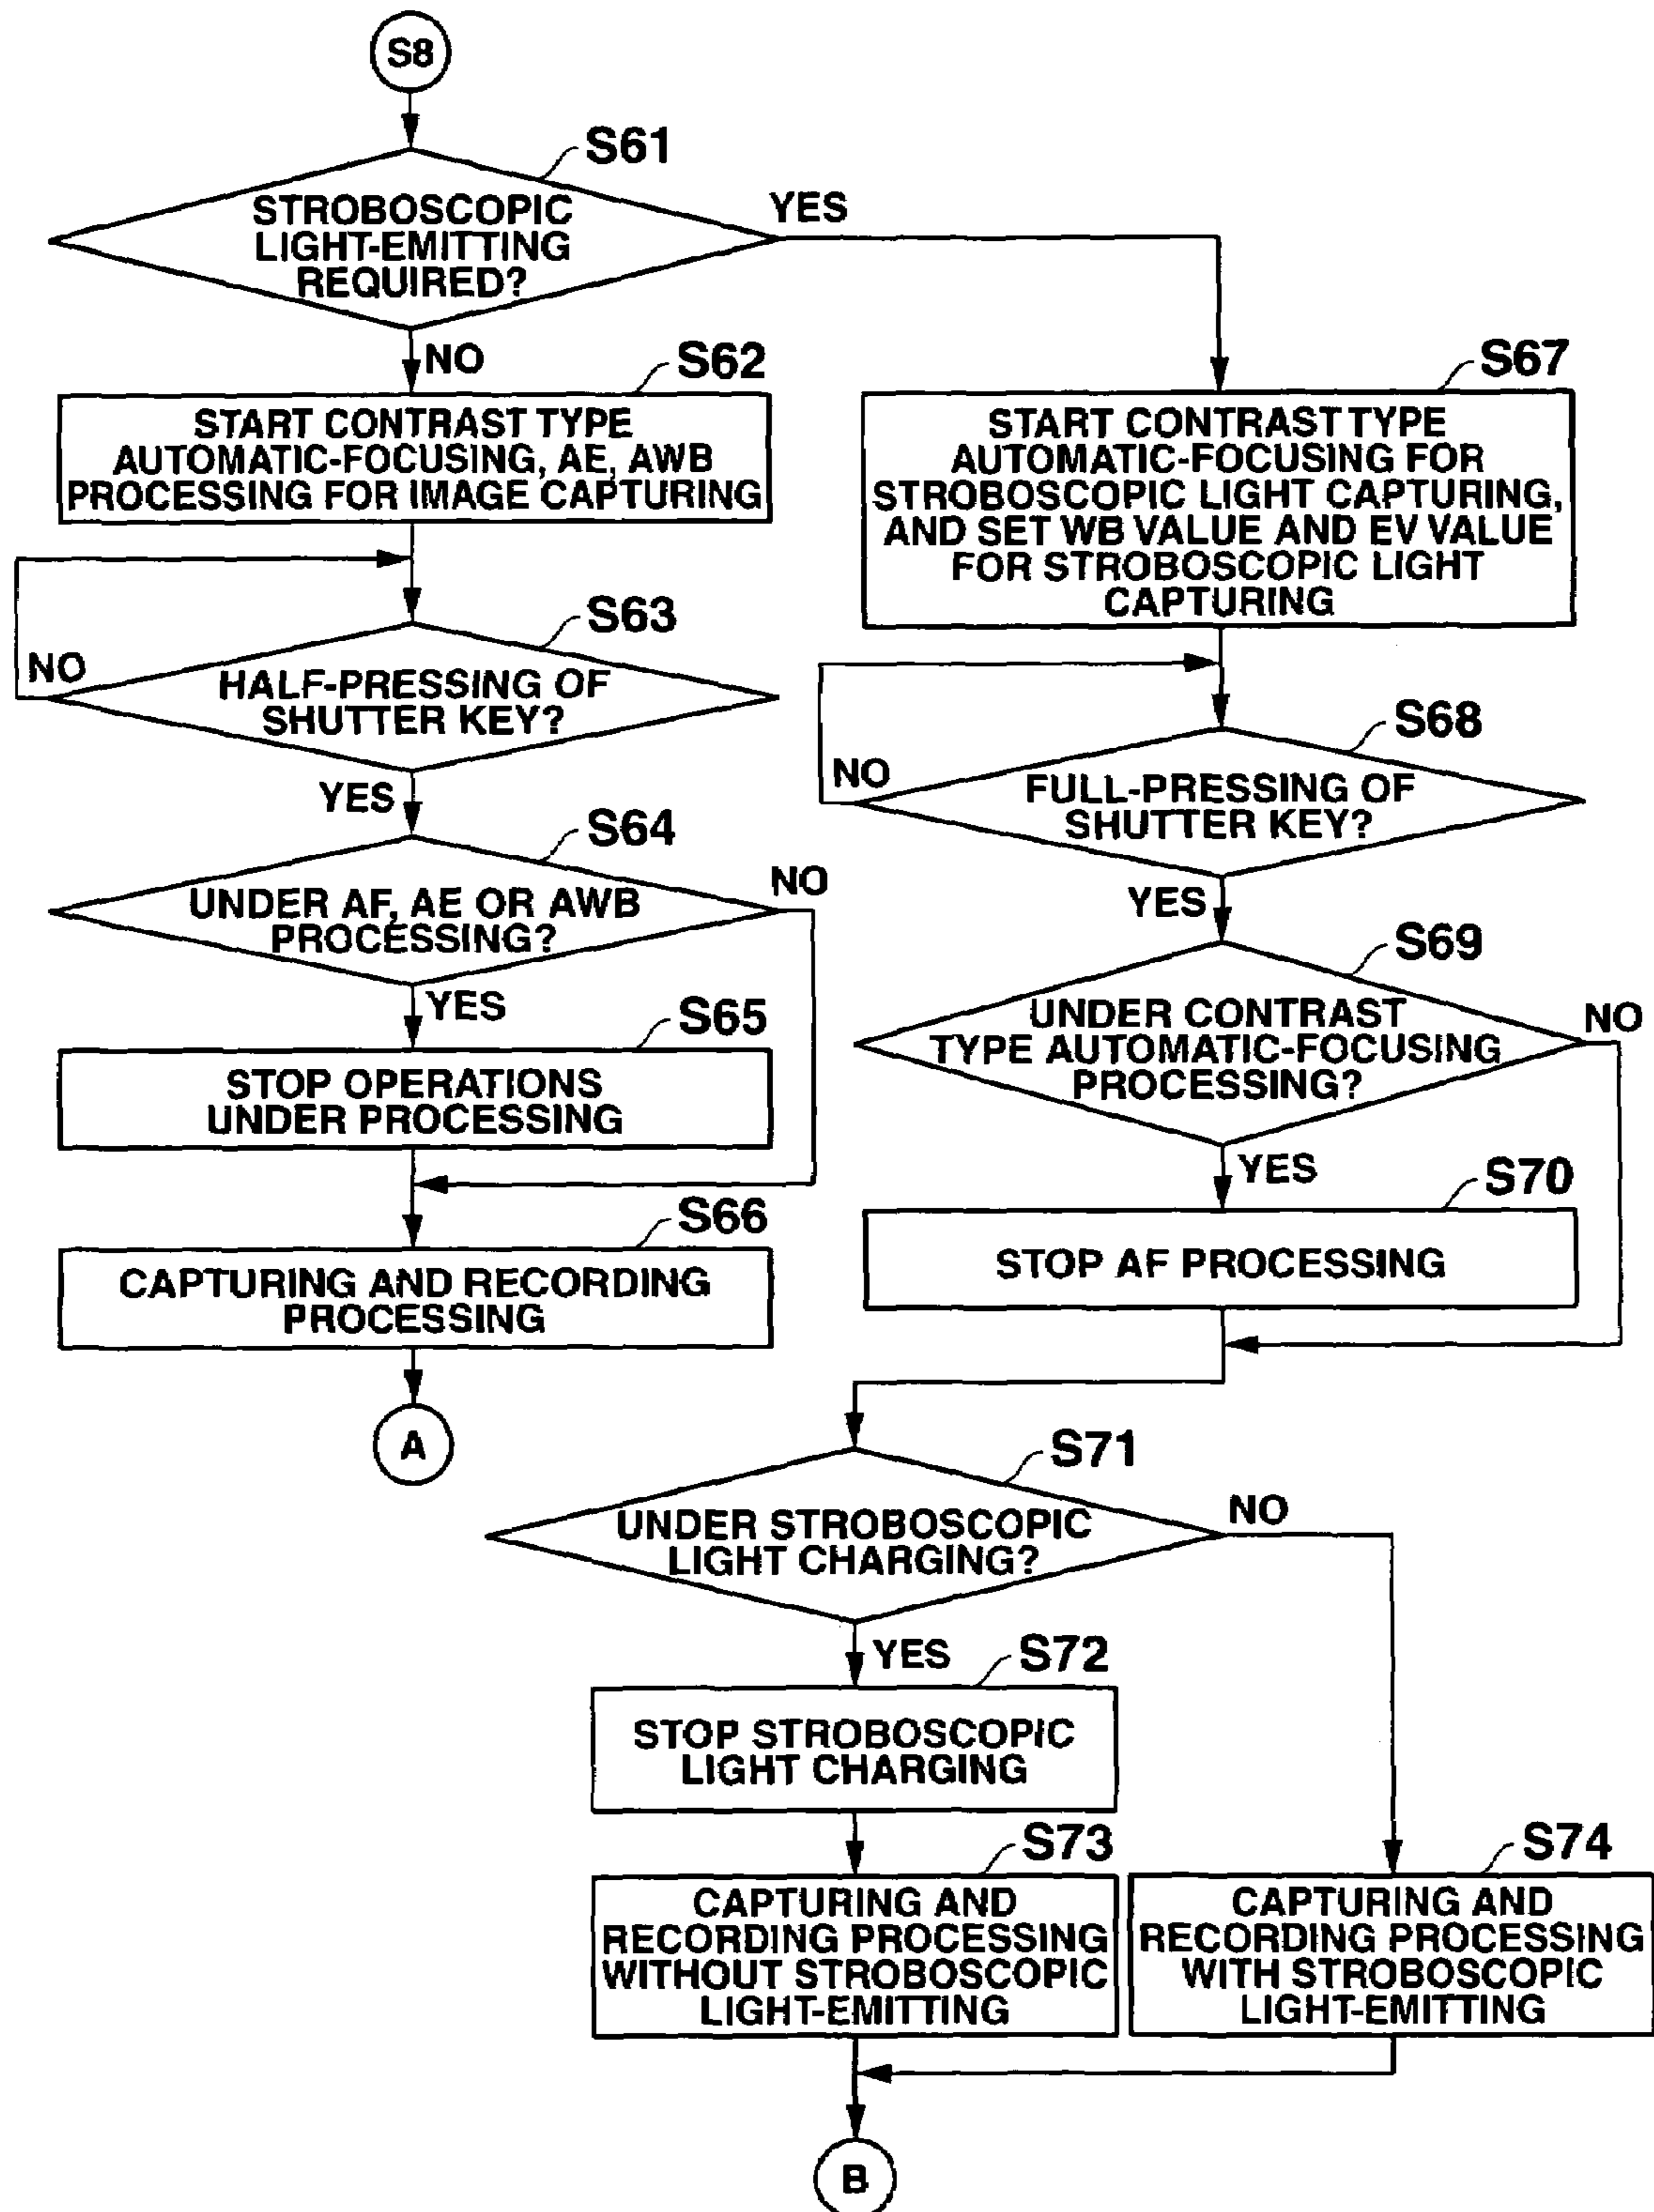 S8
S61
STROBOSCOPIC
LIGHT-EMITTING
REQUIRED?
YES
NO
S62
START CONTRAST TYPE
AUTOMATIC-FOCUSING, AE, AWB
PROCESSING FOR IMAGE CAPTURING
S63
NO
HALF-PRESSING OF
SHUTTER KEY?
YES
S64
NO
UNDER AF, AE OR AWB
PROCESSING?
YES
S65
STOP OPERATIONS
UNDER PROCESSING
S66
CAPTURING AND RECORDING
PROCESSING
A
S67
START CONTRAST TYPE
AUTOMATIC-FOCUSING FOR
STROBOSCOPIC LIGHT CAPTURING,
AND SET WB VALUE AND EV VALUE
FOR STROBOSCOPIC LIGHT
CAPTURING
S68
NO
FULL-PRESSING OF
SHUTTER KEY?
YES
S69
UNDER CONTRAST
TYPE AUTOMATIC-FOCUSING
PROCESSING?
NO
YES
S70
STOP AF PROCESSING
S71
UNDER STROBOSCOPIC
LIGHT CHARGING?
NO
YES
S72
STOP STROBOSCOPIC
LIGHT CHARGING
S73
CAPTURING AND
RECORDING PROCESSING
WITHOUT STROBOSCOPIC
LIGHT-EMITTING
S74
CAPTURING AND
RECORDING PROCESSING
WITH STROBOSCOPIC
LIGHT-EMITTING
B